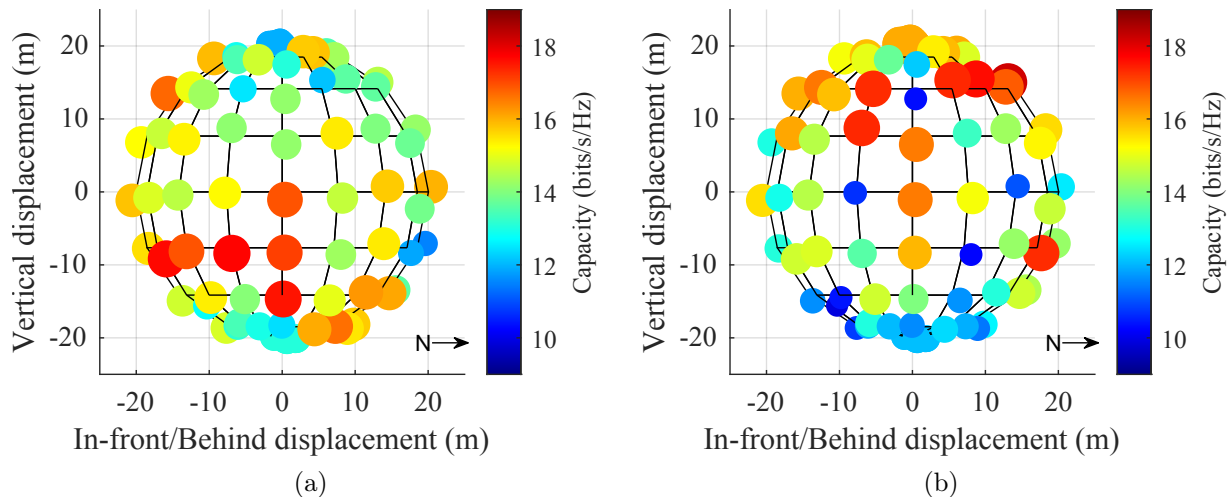 20
10
0
-10
-20
Vertical displacement (m)
-20 -10 0 10 20
In-front/Behind displacement (m)
N
18
16
14
12
10
Capacity (bits/s/Hz)
(a)
20
10
0
-10
-20
Vertical displacement (m)
-20 -10 0 10 20
In-front/Behind displacement (m)
N
18
16
14
12
10
Capacity (bits/s/Hz)
(b)